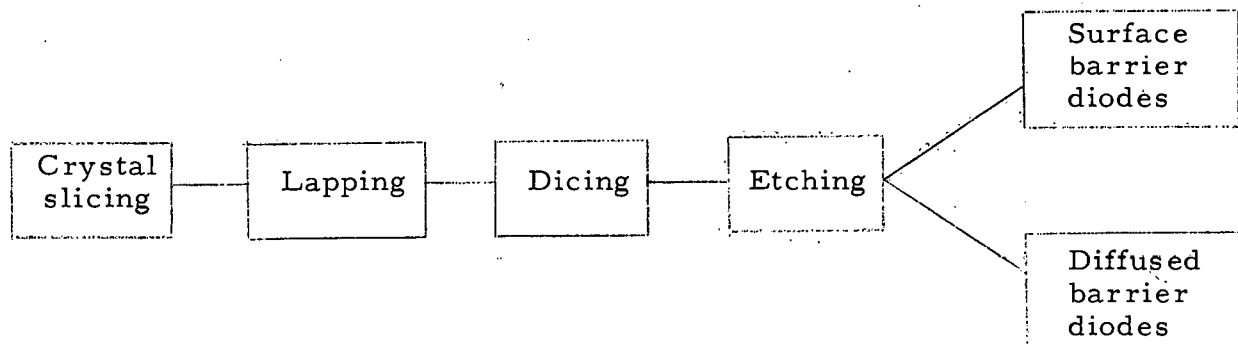 Crystal
slicing
Lapping
Dicing
Etching
Surface
barrier
diodes
Diffused
barrier
diodes